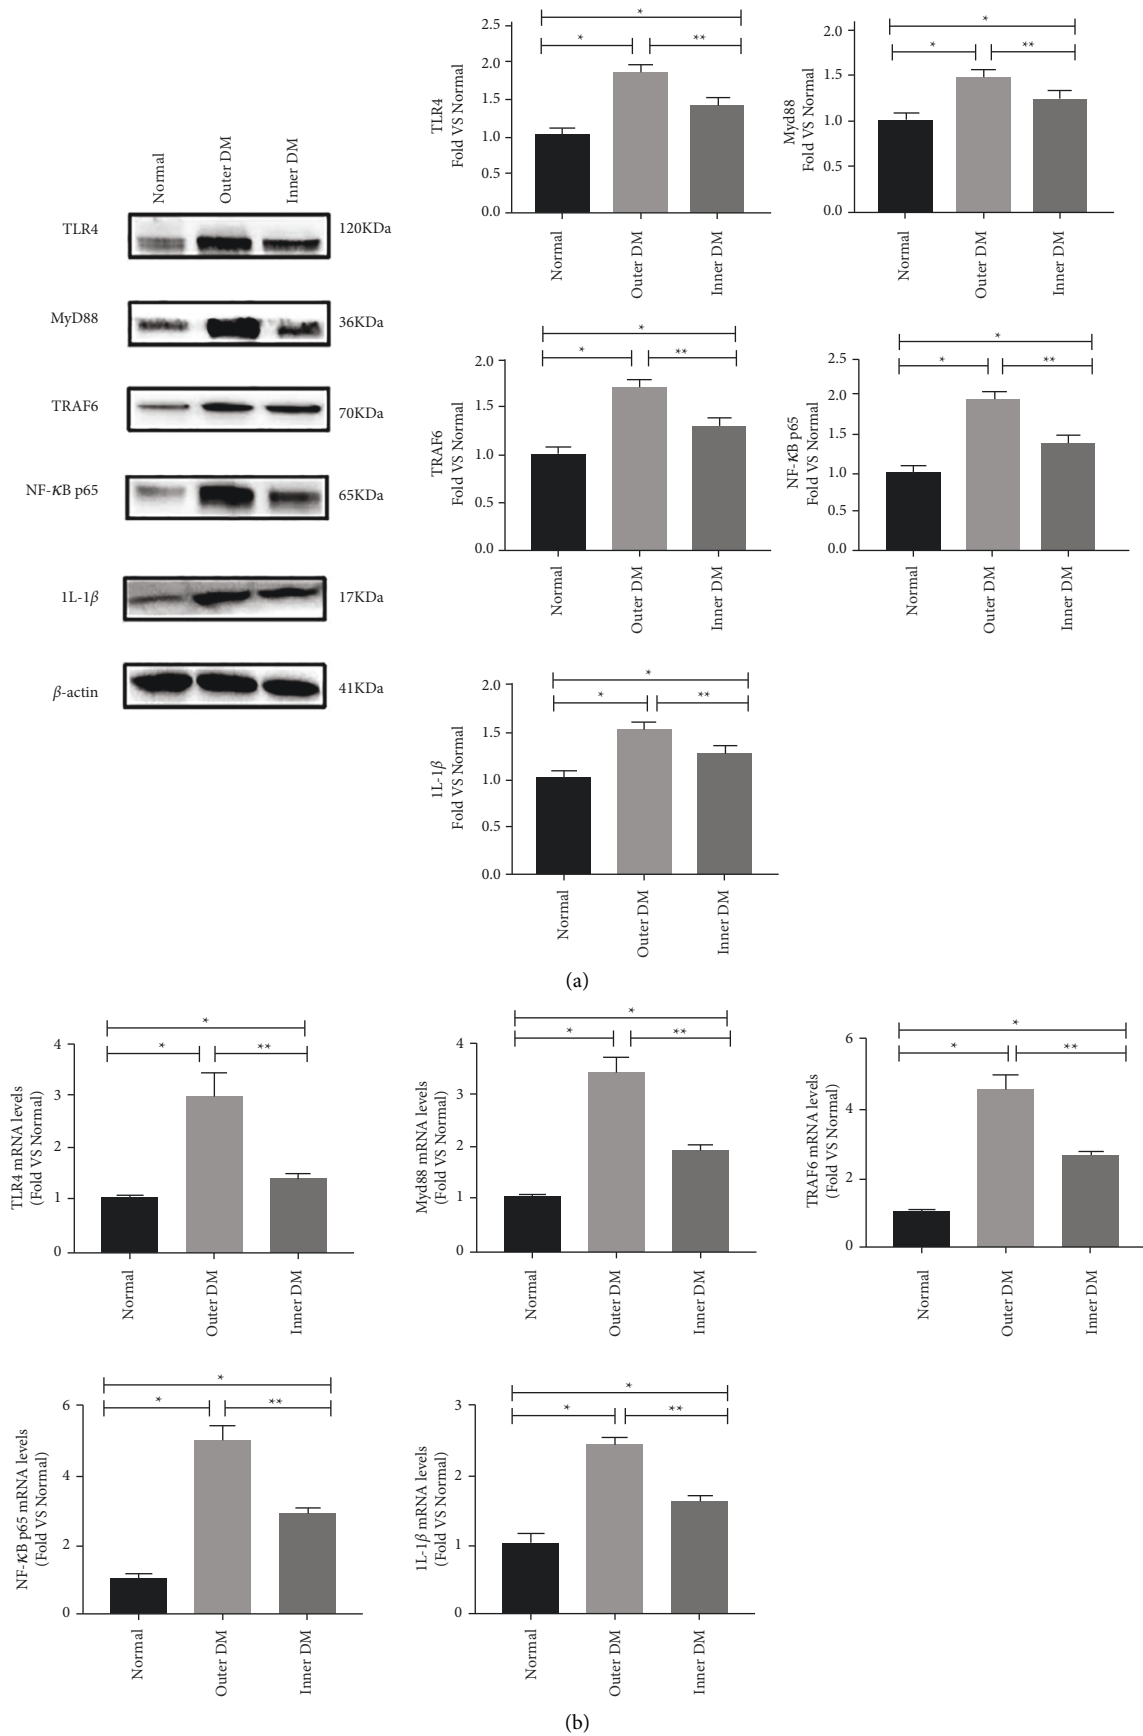 Normal
Outer DM
Inner DM
TLR4
120KDa
MyD88
36KDa
TRAF6
70KDa
NF-κB p65
65KDa
1L-1β
17KDa
β-actin
41KDa
TLR4
Fold VS Normal
2.5
2.0
1.5
1.0
0.5
0.0
*
*
**
Normal
Outer DM
Inner DM
Myd88
Fold VS Normal
2.0
1.5
1.0
0.5
0.0
*
*
**
Normal
Outer DM
Inner DM
TRAF6
Fold VS Normal
2.0
1.5
1.0
0.5
0.0
*
*
**
Normal
Outer DM
Inner DM
NF-κB p65
Fold VS Normal
2.5
2.0
1.5
1.0
0.5
0.0
*
*
**
Normal
Outer DM
Inner DM
1L-1β
Fold VS Normal
2.0
1.5
1.0
0.5
0.0
*
*
**
Normal
Outer DM
Inner DM
(a)
TLR4 mRNA levels
(Fold VS Normal)
4
3
2
1
0
*
*
**
Normal
Outer DM
Inner DM
Myd88 mRNA levels
(Fold VS Normal)
4
3
2
1
0
*
*
**
Normal
Outer DM
Inner DM
TRAF6 mRNA levels
(Fold VS Normal)
6
4
2
0
*
*
**
Normal
Outer DM
Inner DM
NF-κB p65 mRNA levels
(Fold VS Normal)
6
4
2
0
*
*
**
Normal
Outer DM
Inner DM
1L-1β mRNA levels
(Fold VS Normal)
3
2
1
0
*
*
**
Normal
Outer DM
Inner DM
(b)